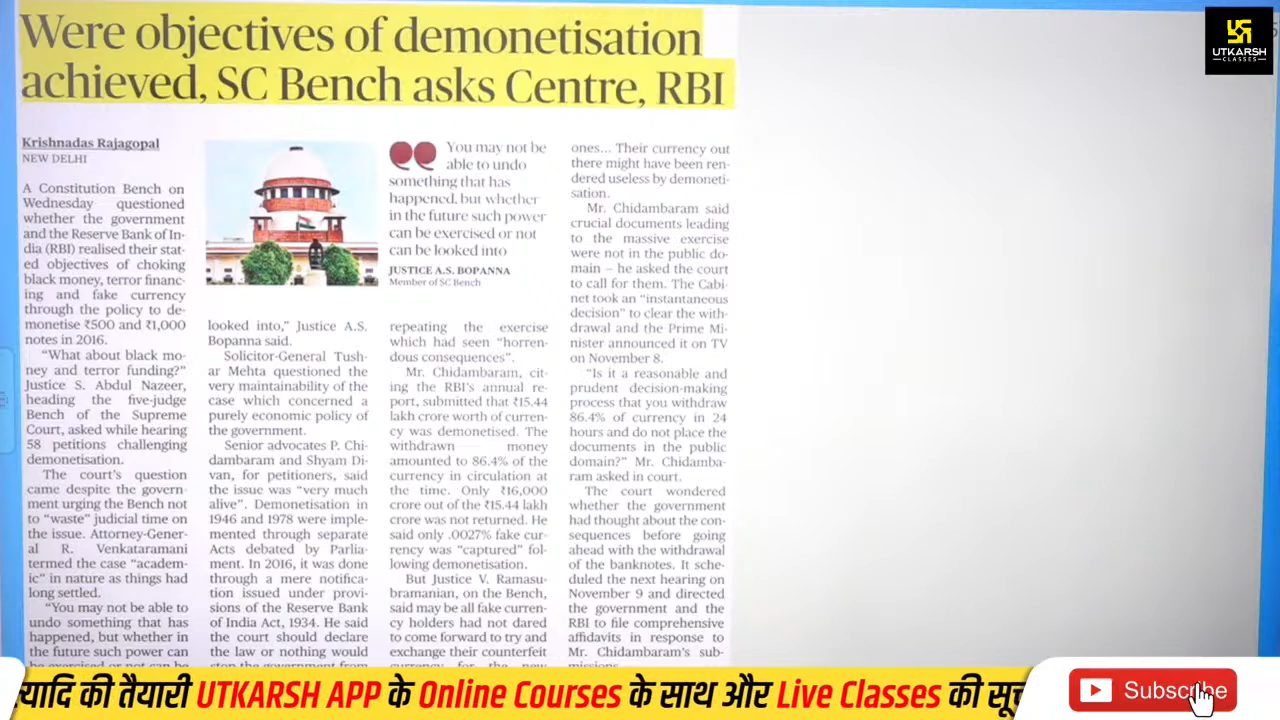 Were objectives of demonetisation
achieved, SC Bench asks Centre, RBI
UTKARSH
CLASSES
Krishnadas Rajagopal
NEW DELHI
A Constitution Bench on
Wednesday questioned
whether the government
and the Reserve Bank of In-
dia (RBI) realised their stat-
ed objectives of choking
black money, terror financ-
ing and fake currency
through the policy to de-
monetise ₹500 and ₹1,000
notes in 2016.
“What about black mo-
ney and terror funding?”
Justice S. Abdul Nazeer,
heading the five-judge
Bench of the Supreme
Court, asked while hearing
58 petitions challenging
demonetisation.
The court's question
came despite the govern-
ment urging the Bench not
to “waste” judicial time on
the issue. Attorney-Gener-
al R. Venkataramani
termed the case “academ-
ic” in nature as things had
long settled.
“You may not be able to
undo something that has
happened, but whether in
the future such power can
be exercised or not can be
looked into,” Justice A.S.
Bopanna said.
Solicitor-General Tush-
ar Mehta questioned the
very maintainability of the
case which concerned a
purely economic policy of
the government.
Senior advocates P. Chi-
dambaram and Shyam Di-
van, for petitioners, said
the issue was “very much
alive”. Demonetisation in
1946 and 1978 were imple-
mented through separate
Acts debated by Parlia-
ment. In 2016, it was done
through a mere notifica-
tion issued under provi-
sions of the Reserve Bank
of India Act, 1934. He said
the court should declare
the law or nothing would
stop the government from
You may not be
able to undo
something that has
happened, but whether
in the future such power
can be exercised or not
can be looked into
JUSTICE A.S. BOPANNA
Member of SC Bench
repeating the exercise
which had seen “horren-
dous consequences”.
Mr. Chidambaram, cit-
ing the RBI's annual re-
port, submitted that ₹15.44
lakh crore worth of curren-
cy was demonetised. The
withdrawn money
amounted to 86.4% of the
currency in circulation at
the time. Only ₹16,000
crore out of the ₹15.44 lakh
crore was not returned. He
said only .0027% fake cur-
rency was “captured” fol-
lowing demonetisation.
But Justice V. Ramasu-
bramanian, on the Bench,
said may be all fake curren-
cy holders had not dared
to come forward to try and
exchange their counterfeit
currency for the new
ones... Their currency out
there might have been ren-
dered useless by demoneti-
sation.
Mr. Chidambaram said
crucial documents leading
to the massive exercise
were not in the public do-
main – he asked the court
to call for them. The Cabi-
net took an “instantaneous
decision” to clear the with-
drawal and the Prime Mi-
nister announced it on TV
on November 8.
“Is it a reasonable and
prudent decision-making
process that you withdraw
86.4% of currency in 24
hours and do not place the
documents in the public
domain?” Mr. Chidamba-
ram asked in court.
The court wondered
whether the government
had thought about the con-
sequences before going
ahead with the withdrawal
of the banknotes. It sche-
duled the next hearing on
November 9 and directed
the government and the
RBI to file comprehensive
affidavits in response to
Mr. Chidambaram's sub-
missions.
की तैयारी UTKARSH APP के Online Courses के साथ और Live Classes की
Subscribe